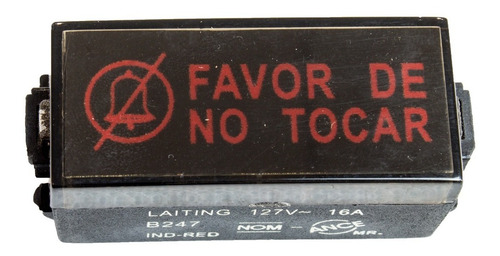 FAVOR DE
NO TOCAR
LAITING 127V~ 16A
B247 NOM - ANCE
IND-RED MR.